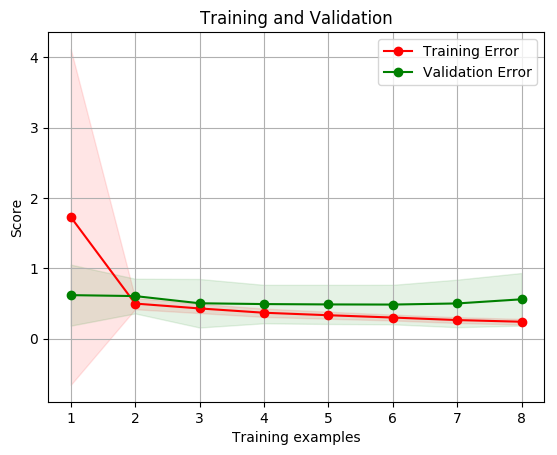 Training and Validation
Training Error
Validation Error
Score
4
3
2
1
0
1 2 3 4 5 6 7 8
Training examples